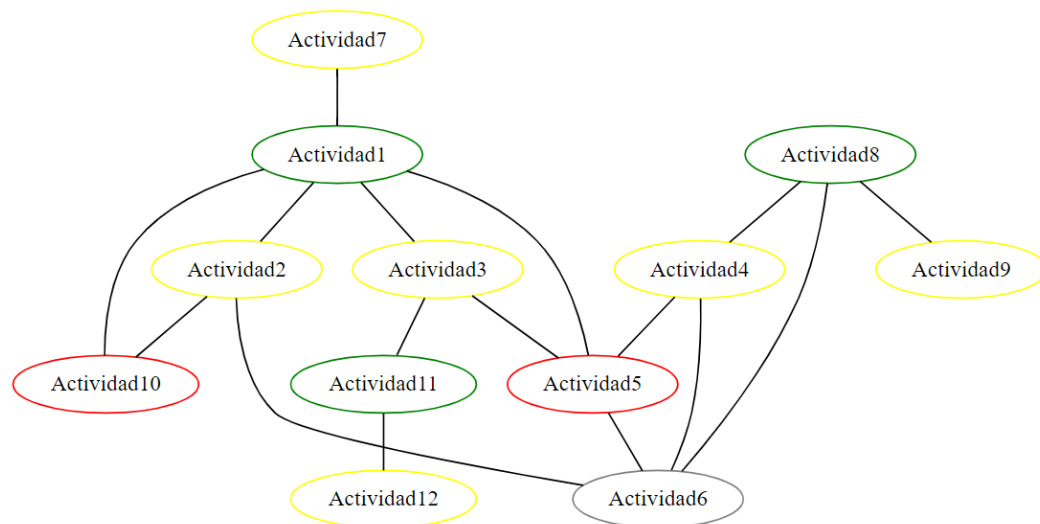 Actividad7
Actividad1
Actividad8
Actividad2
Actividad3
Actividad4
Actividad9
Actividad10
Actividad11
Actividad5
Actividad12
Actividad6